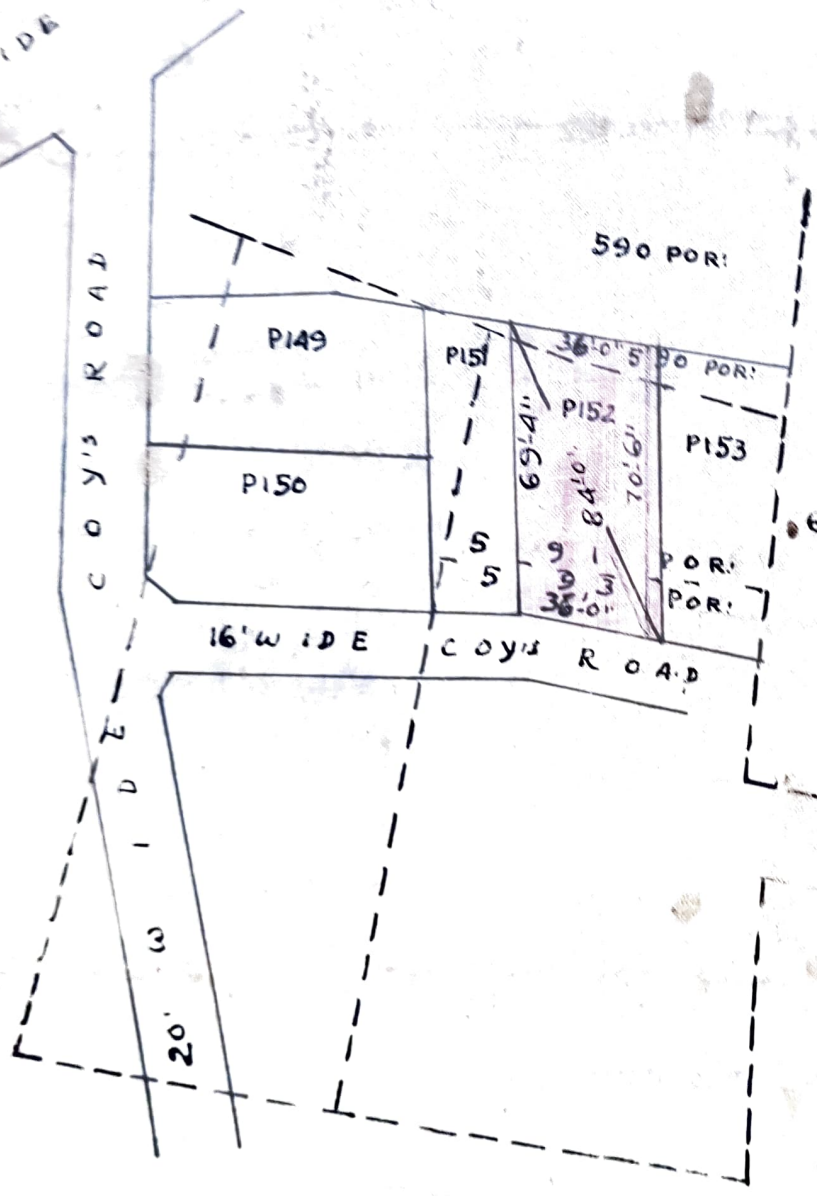 IDE
COY'S ROAD
590 POR:
P149
P151
36'-0"
590 POR:
P152
69'-4"
84'-0"
70'-6"
P153
P150
5 9 - POR:
5 9 3 POR:
36'-0"
16' WIDE COY'S ROAD
20' WIDE